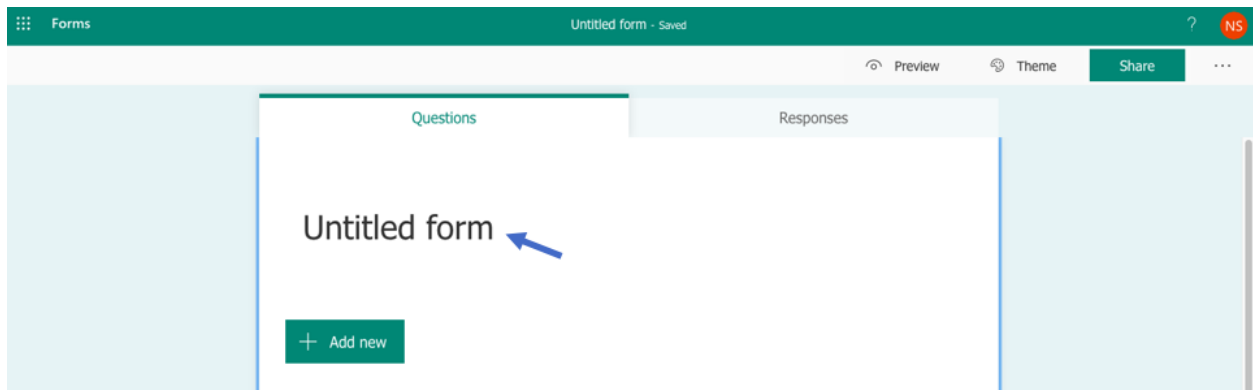 Forms
Untitled form - Saved
?
NS
Preview
Theme
Share
...
Questions
Responses
Untitled form
+ Add new